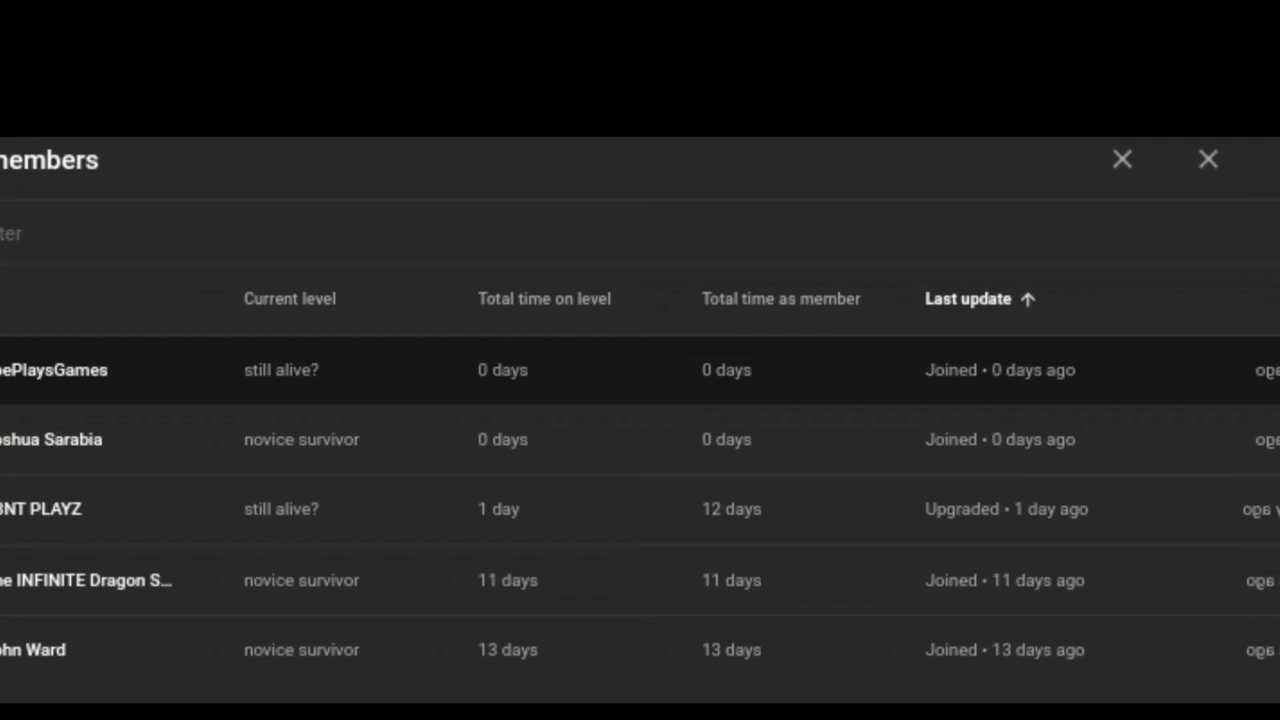 members
ter
Current level Total time on level Total time as member Last update ↑
ePlaysGames still alive? 0 days 0 days Joined • 0 days ago
shua Sarabia novice survivor 0 days 0 days Joined • 0 days ago
NT PLAYZ still alive? 1 day 12 days Upgraded • 1 day ago
e INFINITE Dragon S... novice survivor 11 days 11 days Joined • 11 days ago
hn Ward novice survivor 13 days 13 days Joined • 13 days ago